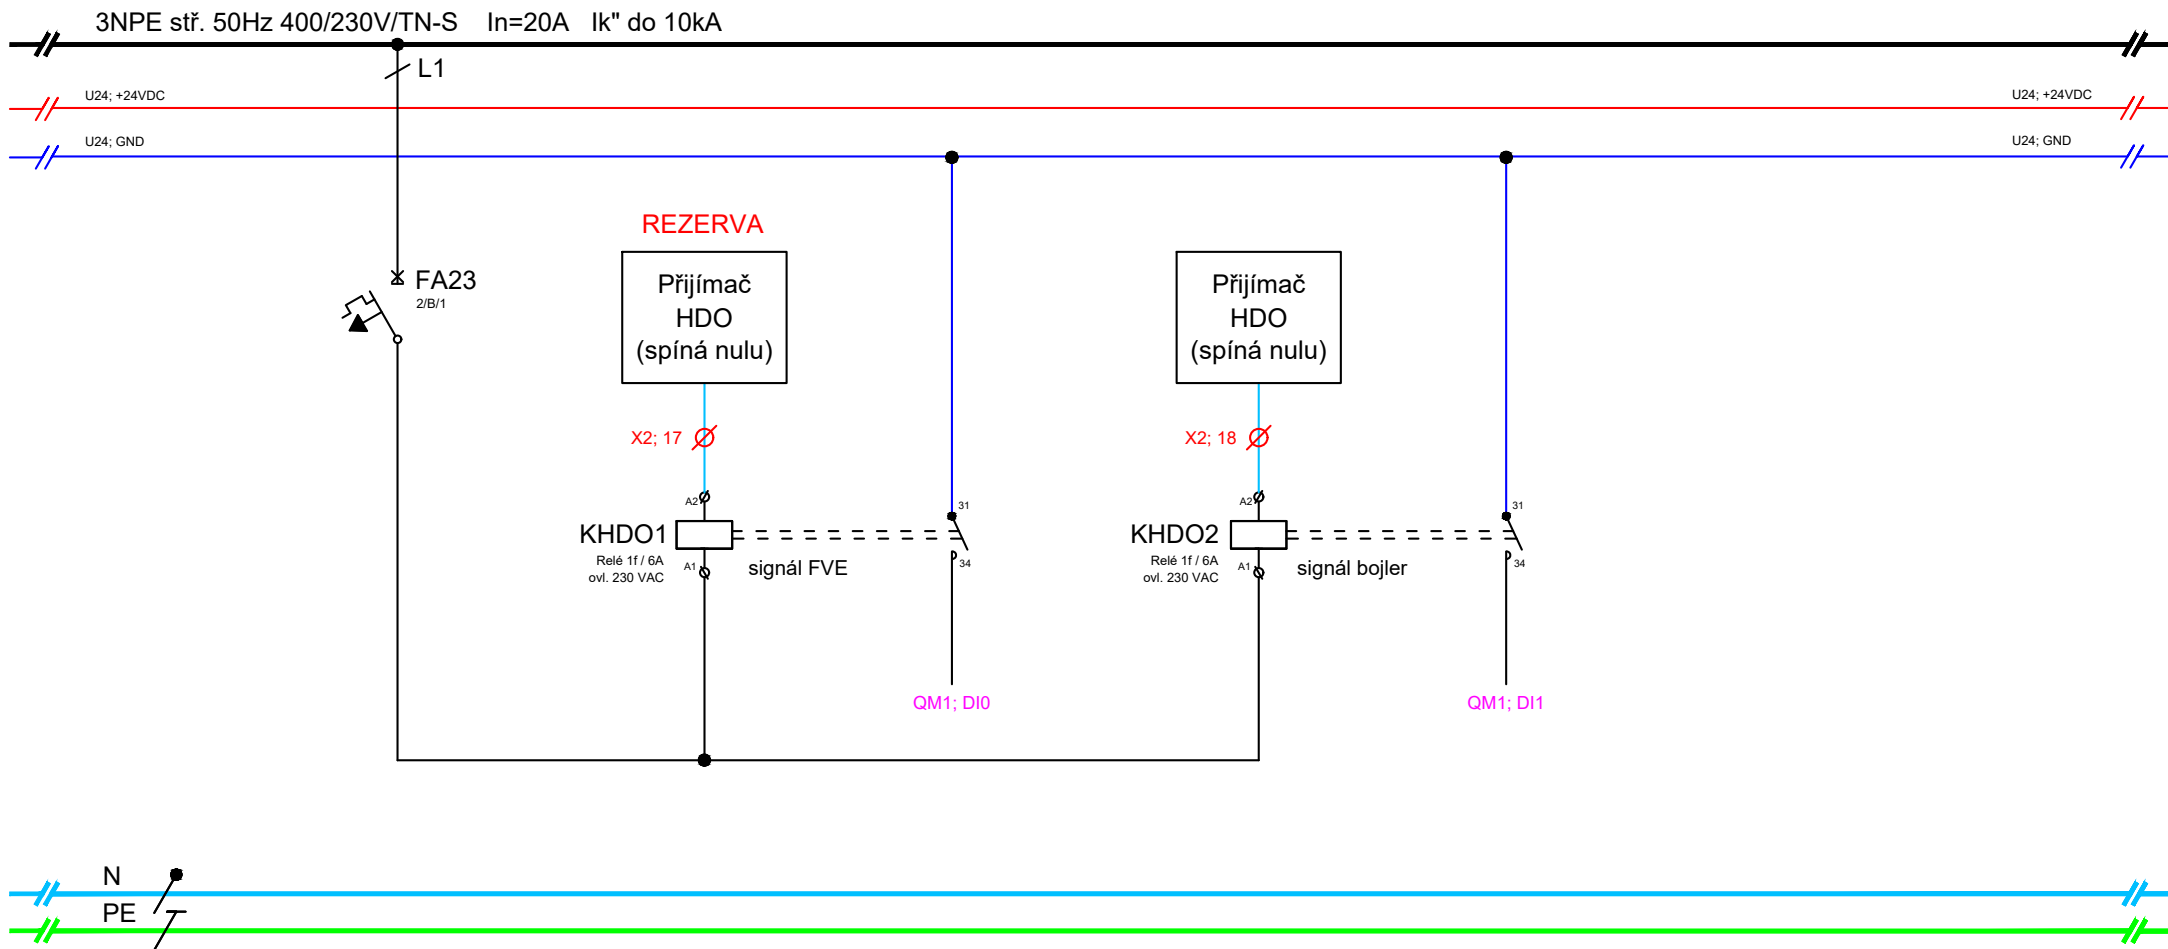 3NPE stř. 50Hz 400/230V/TN-S In=20A Ik" do 10kA
L1
U24; +24VDC
U24; +24VDC
U24; GND
U24; GND
REZERVA
FA23
2/B/1
Přijímač
HDO
(spíná nulu)
Přijímač
HDO
(spíná nulu)
X2; 17
X2; 18
A2
31
A2
31
KHDO1
Relé 1f / 6A
ovl. 230 VAC
A1
signál FVE
34
KHDO2
Relé 1f / 6A
ovl. 230 VAC
A1
signál bojler
34
QM1; DI0
QM1; DI1
N
PE